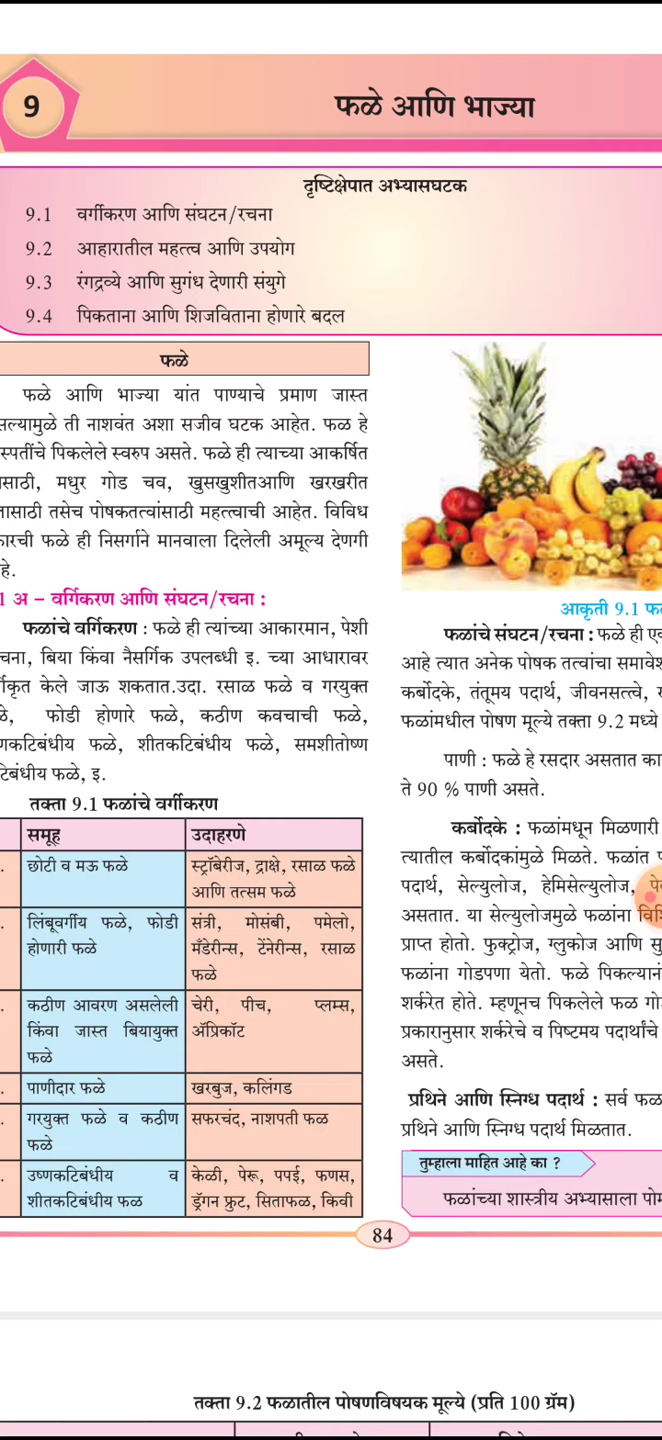 9
फळे आणि भाज्या
दृष्टिक्षेपात अभ्यासघटक
9.1 वर्गीकरण आणि संघटन/रचना
9.2 आहारातील महत्त्व आणि उपयोग
9.3 रंगद्रव्ये आणि सुगंध देणारी संयुगे
9.4 पिकताना आणि शिजविताना होणारे बदल
फळे
फळे आणि भाज्या यांत पाण्याचे प्रमाण जास्त
सल्यामुळे ती नाशवंत अशा सजीव घटक आहेत. फळ हे
स्पतींचे पिकलेले स्वरुप असते. फळे ही त्याच्या आकर्षित
साठी, मधुर गोड चव, खुसखुशीतआणि खरखरीत
तासाठी तसेच पोषकतत्वांसाठी महत्वाची आहेत. विविध
कारची फळे ही निसर्गाने मानवाला दिलेली अमूल्य देणगी
हे.
1 अ – वर्गिकरण आणि संघटन/रचना :
फळांचे वर्गिकरण : फळे ही त्यांच्या आकारमान, पेशी
चना, बिया किंवा नैसर्गिक उपलब्धी इ. च्या आधारावर
र्गीकृत केले जाऊ शकतात.उदा. रसाळ फळे व गरयुक्त
ळे, फोडी होणारे फळे, कठीण कवचाची फळे,
णकटिबंधीय फळे, शीतकटिबंधीय फळे, समशीतोष्ण
टिबंधीय फळे, इ.
तक्ता 9.1 फळांचे वर्गीकरण
समूह उदाहरणे
छोटी व मऊ फळे स्ट्रॉबेरीज, द्राक्षे, रसाळ फळे
आणि तत्सम फळे
लिंबूवर्गीय फळे, फोडी संत्री, मोसंबी, पमेलो,
होणारी फळे मँडेरीन्स, टेंनेरीन्स, रसाळ
फळे
कठीण आवरण असलेली चेरी, पीच, प्लम्स,
किंवा जास्त बियायुक्त ॲप्रिकॉट
फळे
पाणीदार फळे खरबुज, कलिंगड
गरयुक्त फळे व कठीण सफरचंद, नाशपती फळ
फळे
उष्णकटिबंधीय व केळी, पेरू, पपई, फणस,
शीतकटिबंधीय फळ ड्रॅगन फ्रुट, सिताफळ, किवी
आकृती 9.1 फ
फळांचे संघटन/रचना : फळे ही ए
आहे त्यात अनेक पोषक तत्वांचा समावे
कर्बोदके, तंतूमय पदार्थ, जीवनसत्त्वे,
फळांमधील पोषण मूल्ये तक्ता 9.2 मध्ये
पाणी : फळे हे रसदार असतात का
ते 90 % पाणी असते.
कर्बोदके : फळांमधून मिळणारी
त्यातील कर्बोदकांमुळे मिळते. फळांत
पदार्थ, सेल्युलोज, हेमिसेल्युलोज, पे
असतात. या सेल्युलोजमुळे फळांना विशि
प्राप्त होतो. फुक्ट्रोज, ग्लुकोज आणि सु
फळांना गोडपणा येतो. फळे पिकल्यानं
शर्करेत होते. म्हणूनच पिकलेले फळ गो
प्रकारानुसार शर्करेचे व पिष्टमय पदार्थांचे
असते.
प्रथिने आणि स्निग्ध पदार्थ : सर्व फळ
प्रथिने आणि स्निग्ध पदार्थ मिळतात.
तुम्हाला माहित आहे का ?
फळांच्या शास्त्रीय अभ्यासाला पोम
84
तक्ता 9.2 फळातील पोषणविषयक मूल्ये (प्रति 100 ग्रॅम)